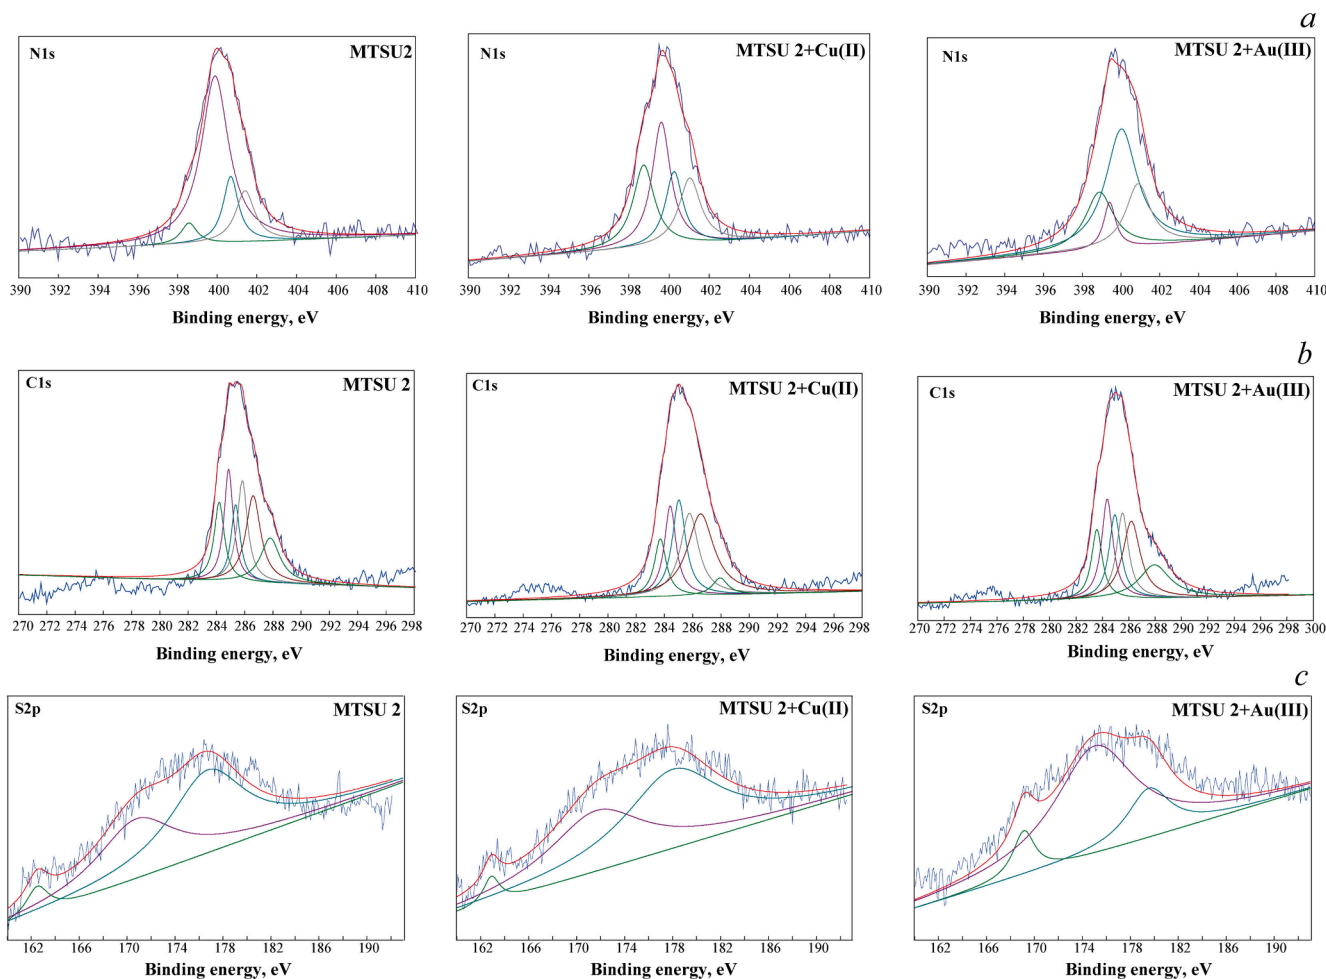 a
N1s
MTSU2
390 392 394 396 398 400 402 404 406 408 410
Binding energy, eV
N1s
MTSU 2+Cu(II)
390 392 394 396 398 400 402 404 406 408 410
Binding energy, eV
N1s
MTSU 2+Au(III)
390 392 394 396 398 400 402 404 406 408 410
Binding energy, eV
b
C1s
MTSU 2
270 272 275 276 278 280 282 284 286 288 290 292 294 296 298
Binding energy, eV
C1s
MTSU 2+Cu(II)
270 272 275 276 278 280 282 284 286 288 290 292 294 296 298
Binding energy, eV
C1s
MTSU 2+Au(III)
270 272 275 276 278 280 282 284 286 288 290 292 294 296 298 300
Binding energy, eV
c
S2p
MTSU 2
162 166 170 174 178 182 186 190
Binding energy, eV
S2p
MTSU 2+Cu(II)
162 166 170 174 178 182 186 190
Binding energy, eV
S2p
MTSU 2+Au(III)
162 166 170 174 178 182 186 190
Binding energy, eV